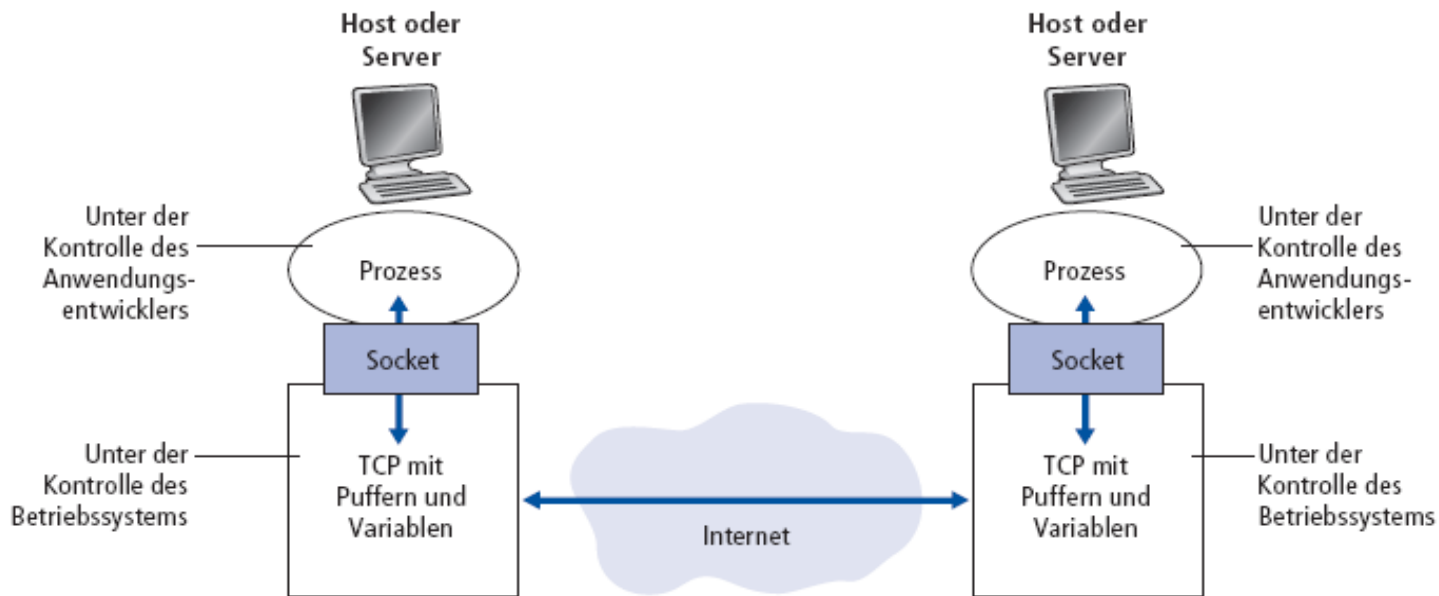 Host oder
Server
Host oder
Server
Unter der
Kontrolle des
Anwendungs-
entwicklers
Prozess
Prozess
Unter der
Kontrolle des
Anwendungs-
entwicklers
Socket
Socket
Unter der
Kontrolle des
Betriebssystems
TCP mit
Puffern und
Variablen
Internet
TCP mit
Puffern und
Variablen
Unter der
Kontrolle des
Betriebssystems